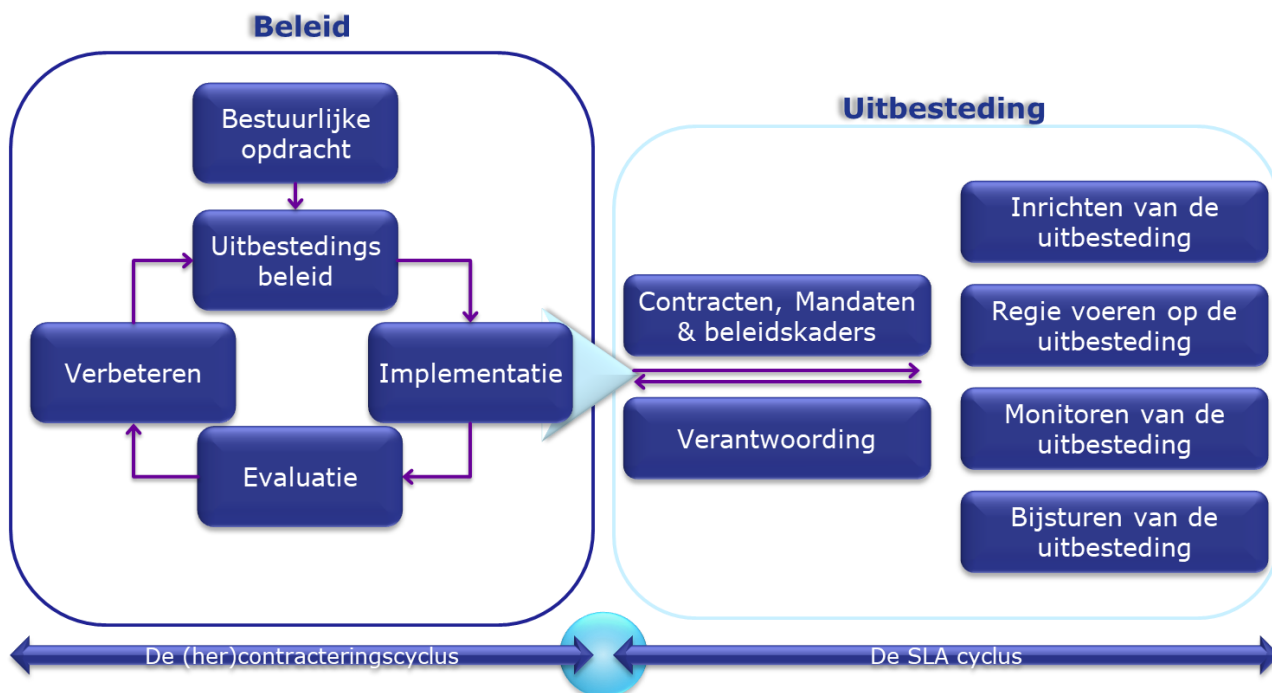 Beleid
Bestuurlijke
opdracht
Uitbestedings
beleid
Verbeteren
Implementatie
Evaluatie
Uitbesteding
Contracten, Mandaten
& beleidskaders
Verantwoording
Inrichten van de
uitbesteding
Regie voeren op de
uitbesteding
Monitoren van de
uitbesteding
Bijsturen van de
uitbesteding
De (her)contracteringscyclus
De SLA cyclus